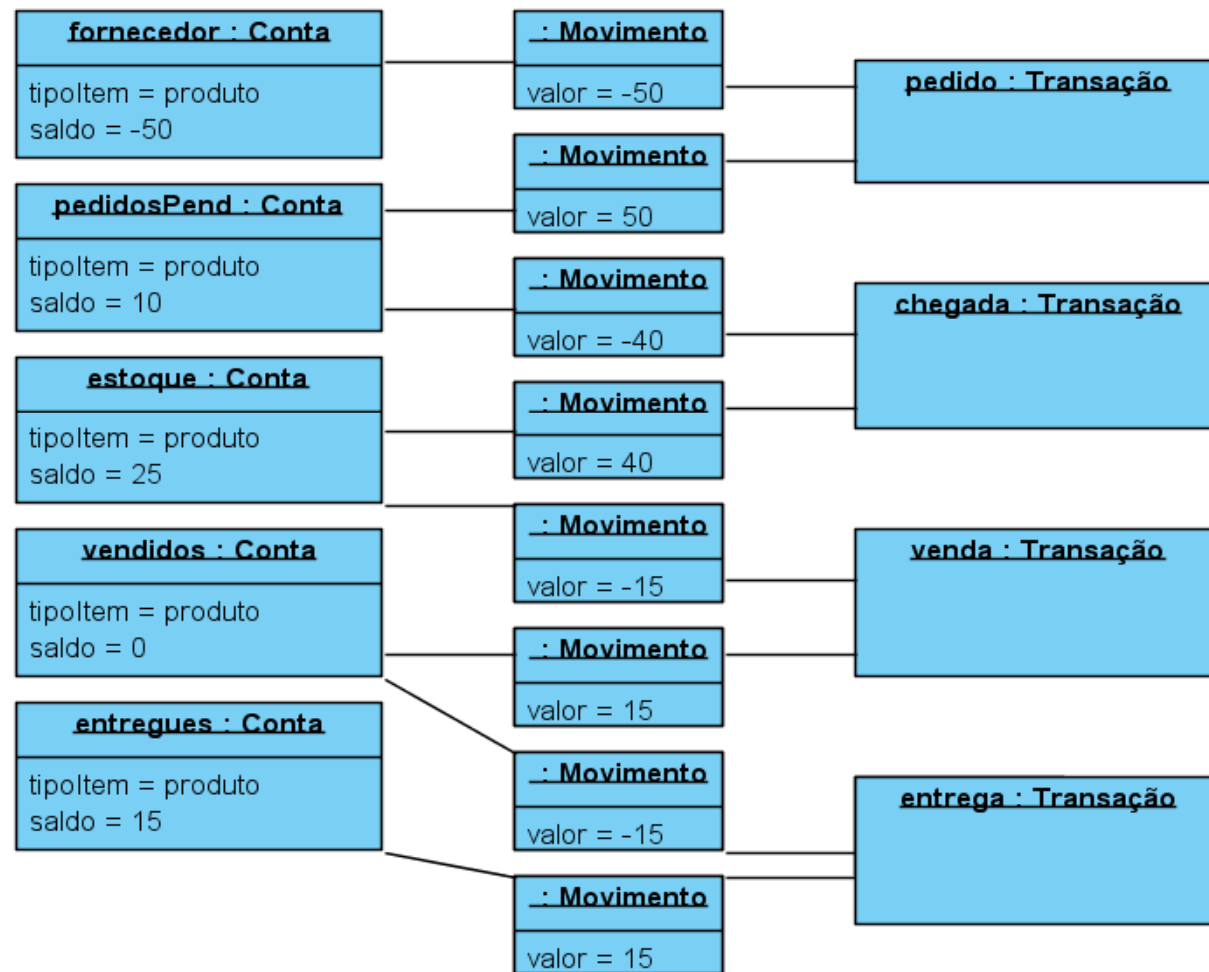 fornecedor : Conta
tipoItem = produto
saldo = -50
pedidosPend : Conta
tipoItem = produto
saldo = 10
estoque : Conta
tipoItem = produto
saldo = 25
vendidos : Conta
tipoItem = produto
saldo = 0
entregues : Conta
tipoItem = produto
saldo = 15
: Movimento
valor = -50
: Movimento
valor = 50
: Movimento
valor = -40
: Movimento
valor = 40
: Movimento
valor = -15
: Movimento
valor = 15
: Movimento
valor = -15
: Movimento
valor = 15
pedido : Transação
chegada : Transação
venda : Transação
entrega : Transação